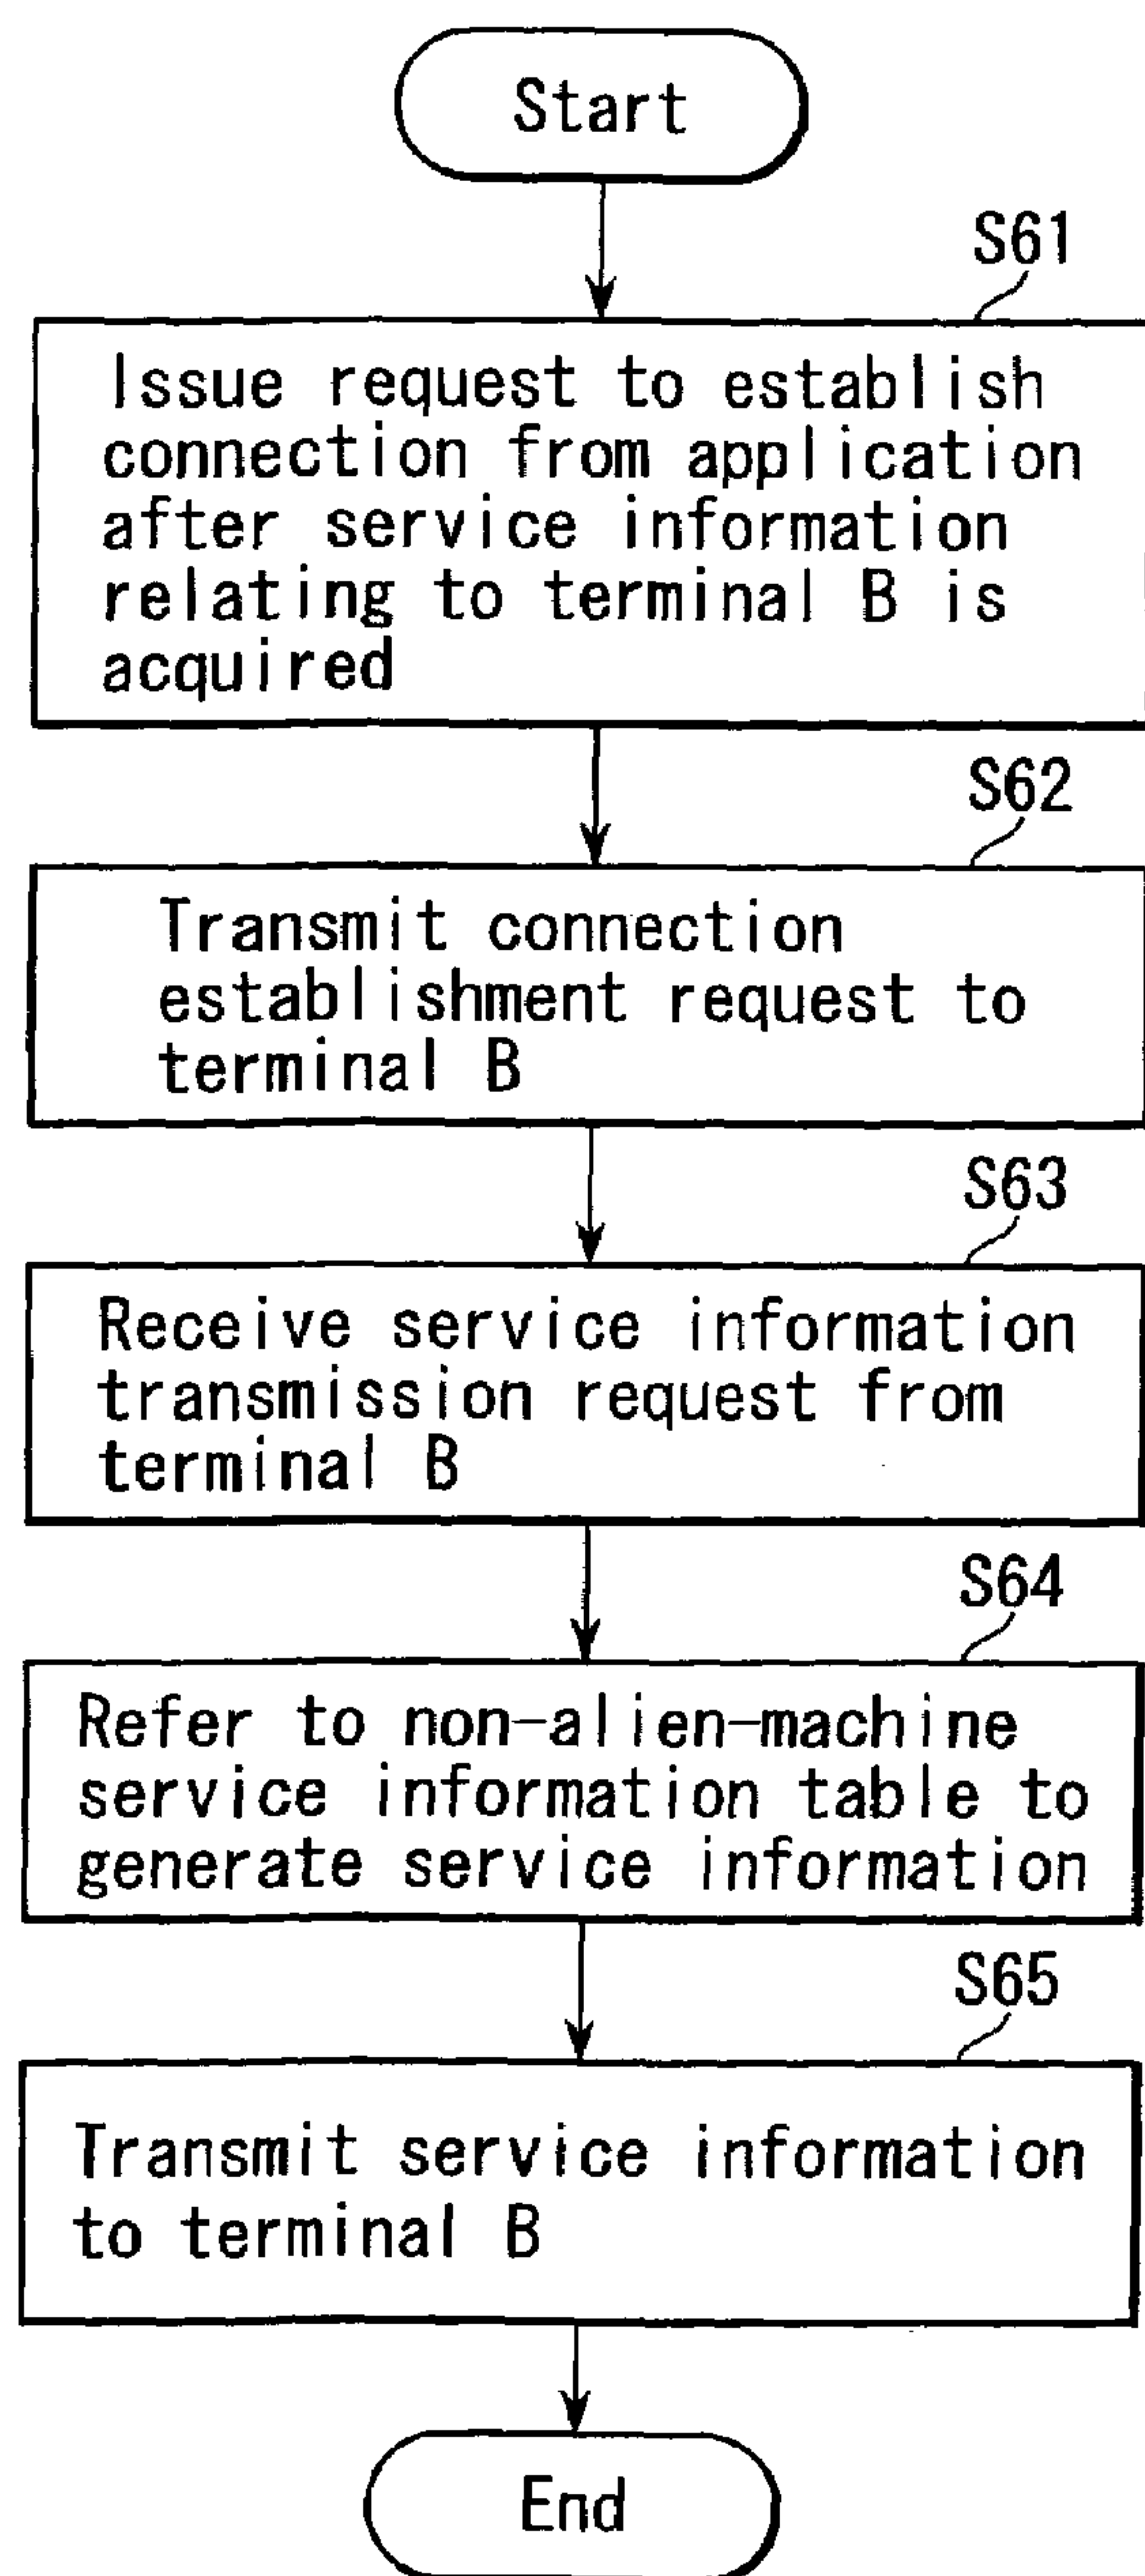 Start
S61
Issue request to establish
connection from application
after service information
relating to terminal B is
acquired
S62
Transmit connection
establishment request to
terminal B
S63
Receive service information
transmission request from
terminal B
S64
Refer to non-alien-machine
service information table to
generate service information
S65
Transmit service information
to terminal B
End